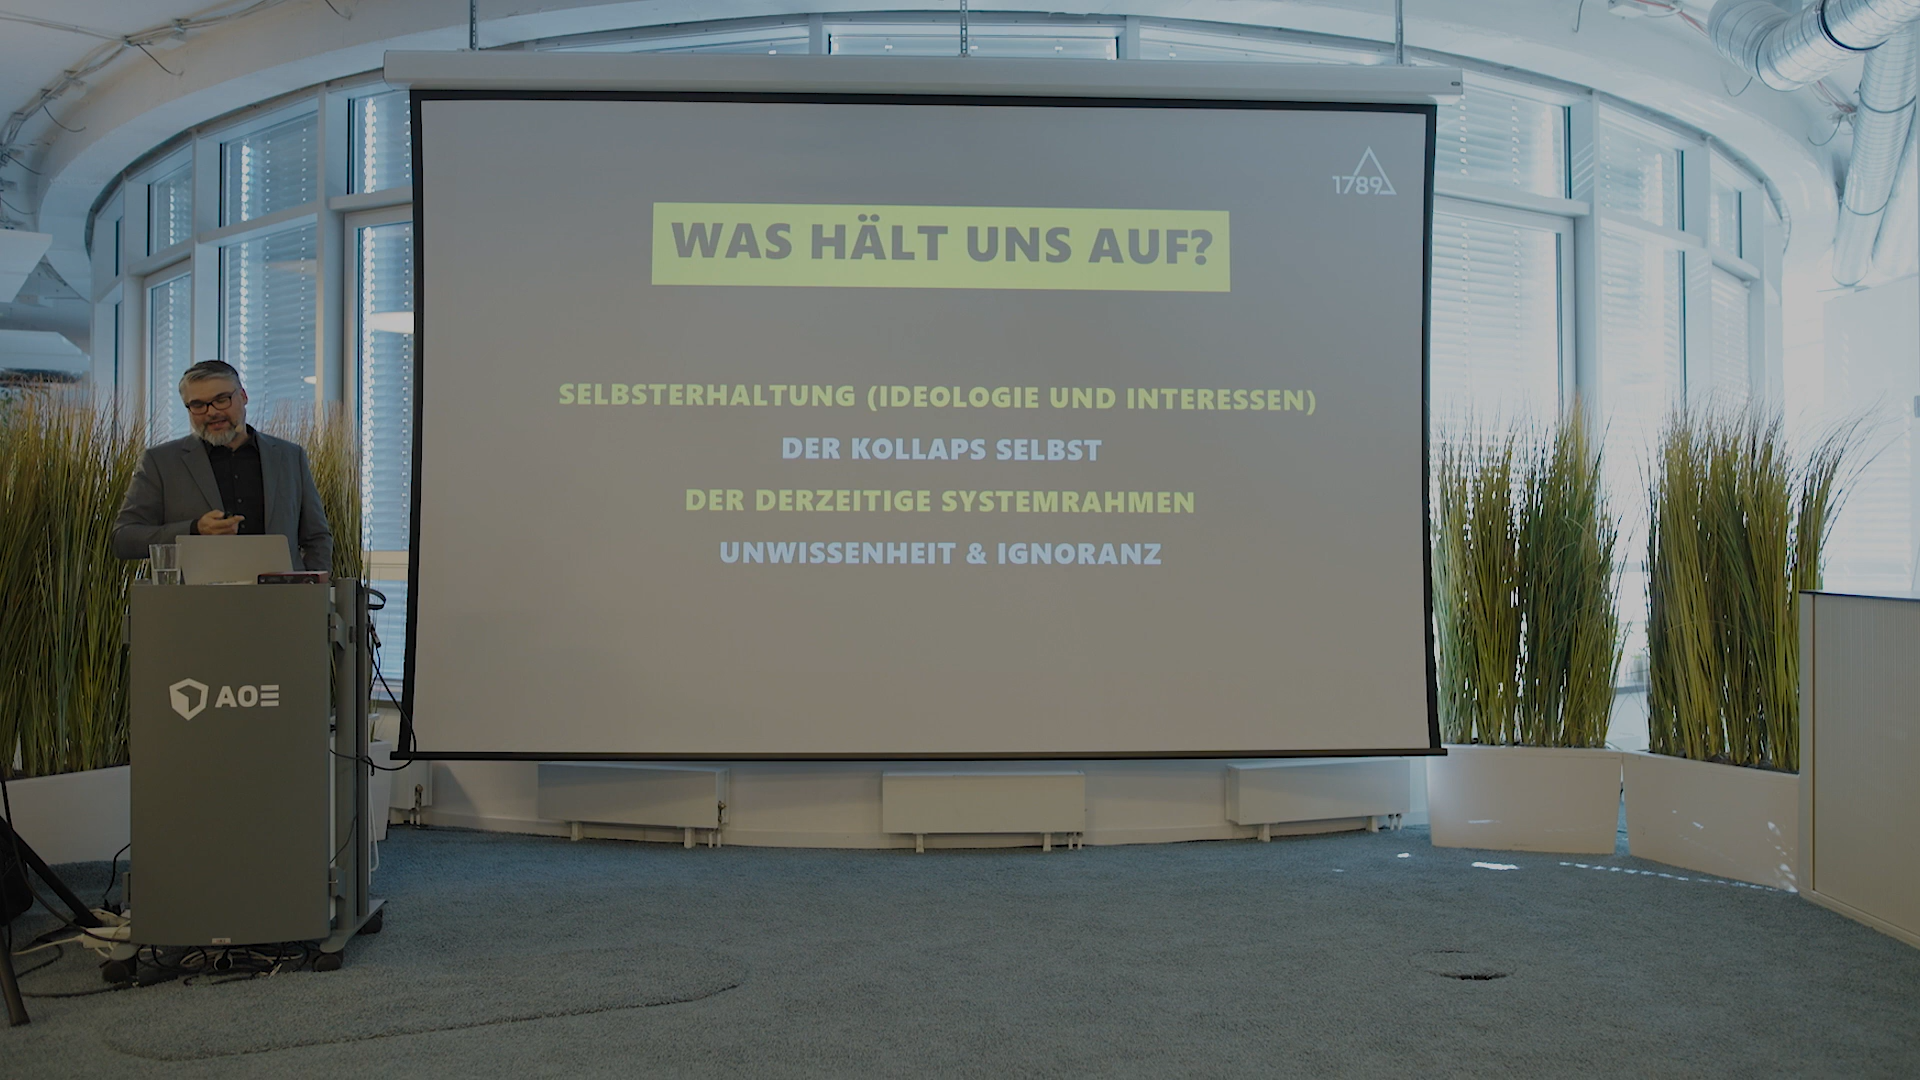 1789
WAS HÄLT UNS AUF?
SELBSTERHALTUNG (IDEOLOGIE UND INTERESSEN)
DER KOLLAPS SELBST
DER DERZEITIGE SYSTEMRAHMEN
UNWISSENHEIT & IGNORANZ
AOE